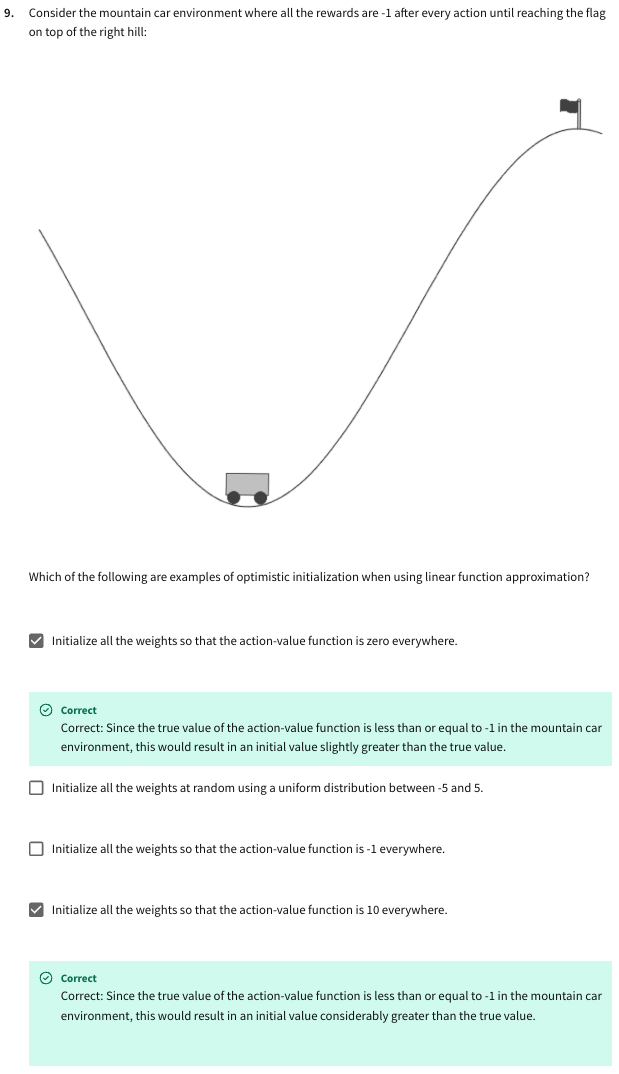 9. Consider the mountain car environment where all the rewards are -1 after every action until reaching the flag
on top of the right hill:
Which of the following are examples of optimistic initialization when using linear function approximation?
Initialize all the weights so that the action-value function is zero everywhere.
Correct
Correct: Since the true value of the action-value function is less than or equal to -1 in the mountain car
environment, this would result in an initial value slightly greater than the true value.
Initialize all the weights at random using a uniform distribution between -5 and 5.
Initialize all the weights so that the action-value function is -1 everywhere.
Initialize all the weights so that the action-value function is 10 everywhere.
Correct
Correct: Since the true value of the action-value function is less than or equal to -1 in the mountain car
environment, this would result in an initial value considerably greater than the true value.